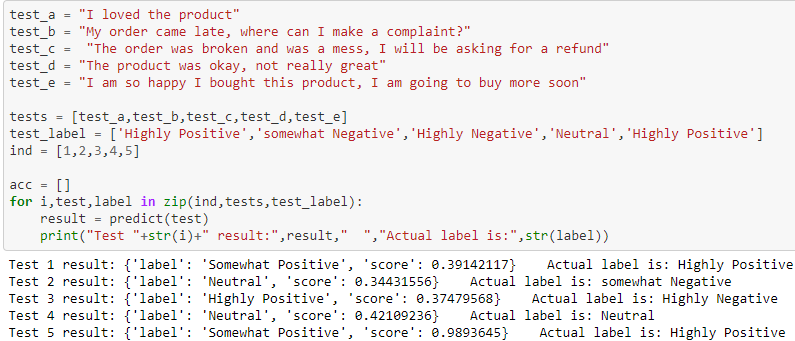 test_a = "I loved the product"
test_b = "My order came late, where can I make a complaint?"
test_c =  "The order was broken and was a mess, I will be asking for a refund"
test_d = "The product was okay, not really great"
test_e = "I am so happy I bought this product, I am going to buy more soon"
tests = [test_a,test_b,test_c,test_d,test_e]
test_label = ['Highly Positive','somewhat Negative','Highly Negative','Neutral','Highly Positive']
ind = [1,2,3,4,5]
acc = []
for i,test,label in zip(ind,tests,test_label):
    result = predict(test)
    print("Test "+str(i)+" result:",result,"  ","Actual label is:",str(label))
Test 1 result: {'label': 'Somewhat Positive', 'score': 0.39142117}    Actual label is: Highly Positive
Test 2 result: {'label': 'Neutral', 'score': 0.34431556}    Actual label is: somewhat Negative
Test 3 result: {'label': 'Highly Positive', 'score': 0.37479568}    Actual label is: Highly Negative
Test 4 result: {'label': 'Neutral', 'score': 0.42109236}    Actual label is: Neutral
Test 5 result: {'label': 'Somewhat Positive', 'score': 0.9893645}    Actual label is: Highly Positive